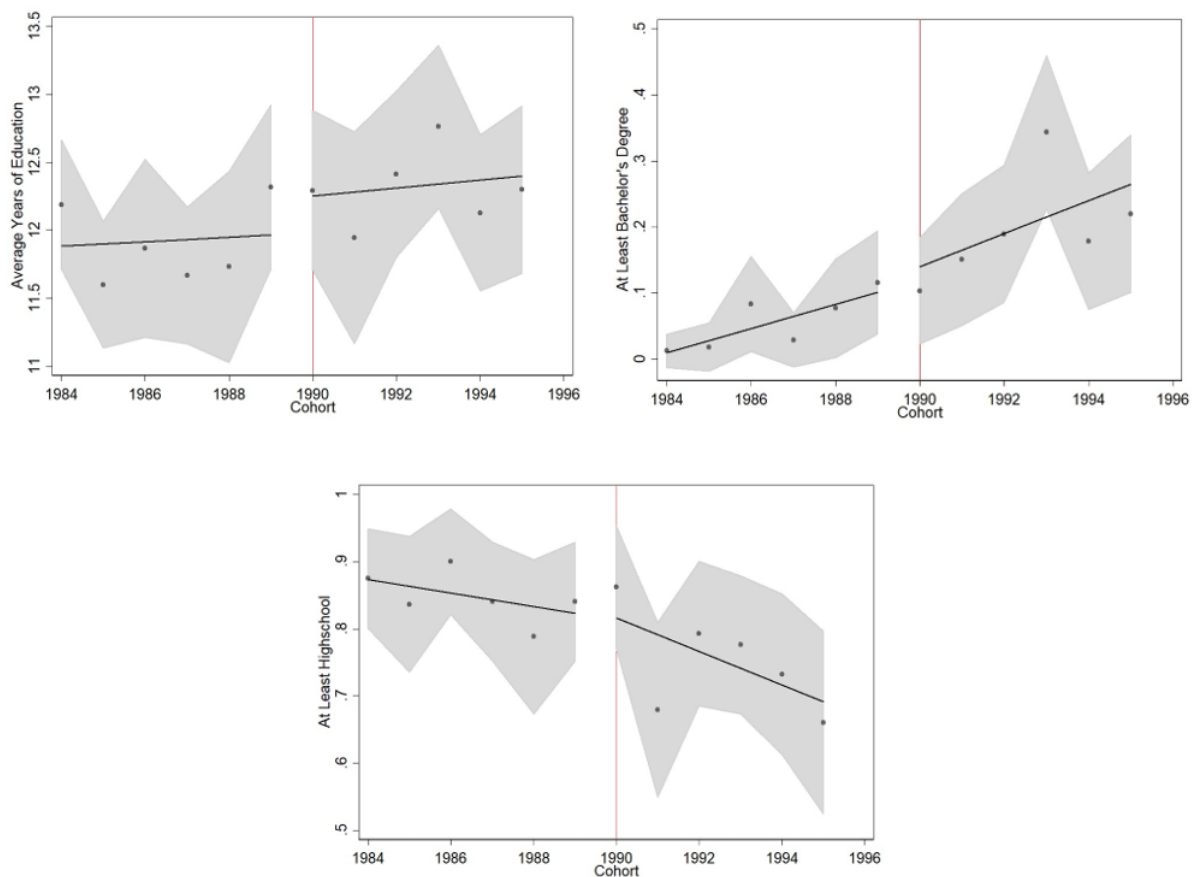 Average Years of Education
13.5
13
12.5
12
11.5
11
1984 1986 1988 1990 1992 1994 1996
Cohort
At Least Bachelor's Degree
.5
.4
.3
.2
.1
0
1984 1986 1988 1990 1992 1994 1996
Cohort
At Least Highschool
1
.9
.8
.7
.6
.5
1984 1986 1988 1990 1992 1994 1996
Cohort